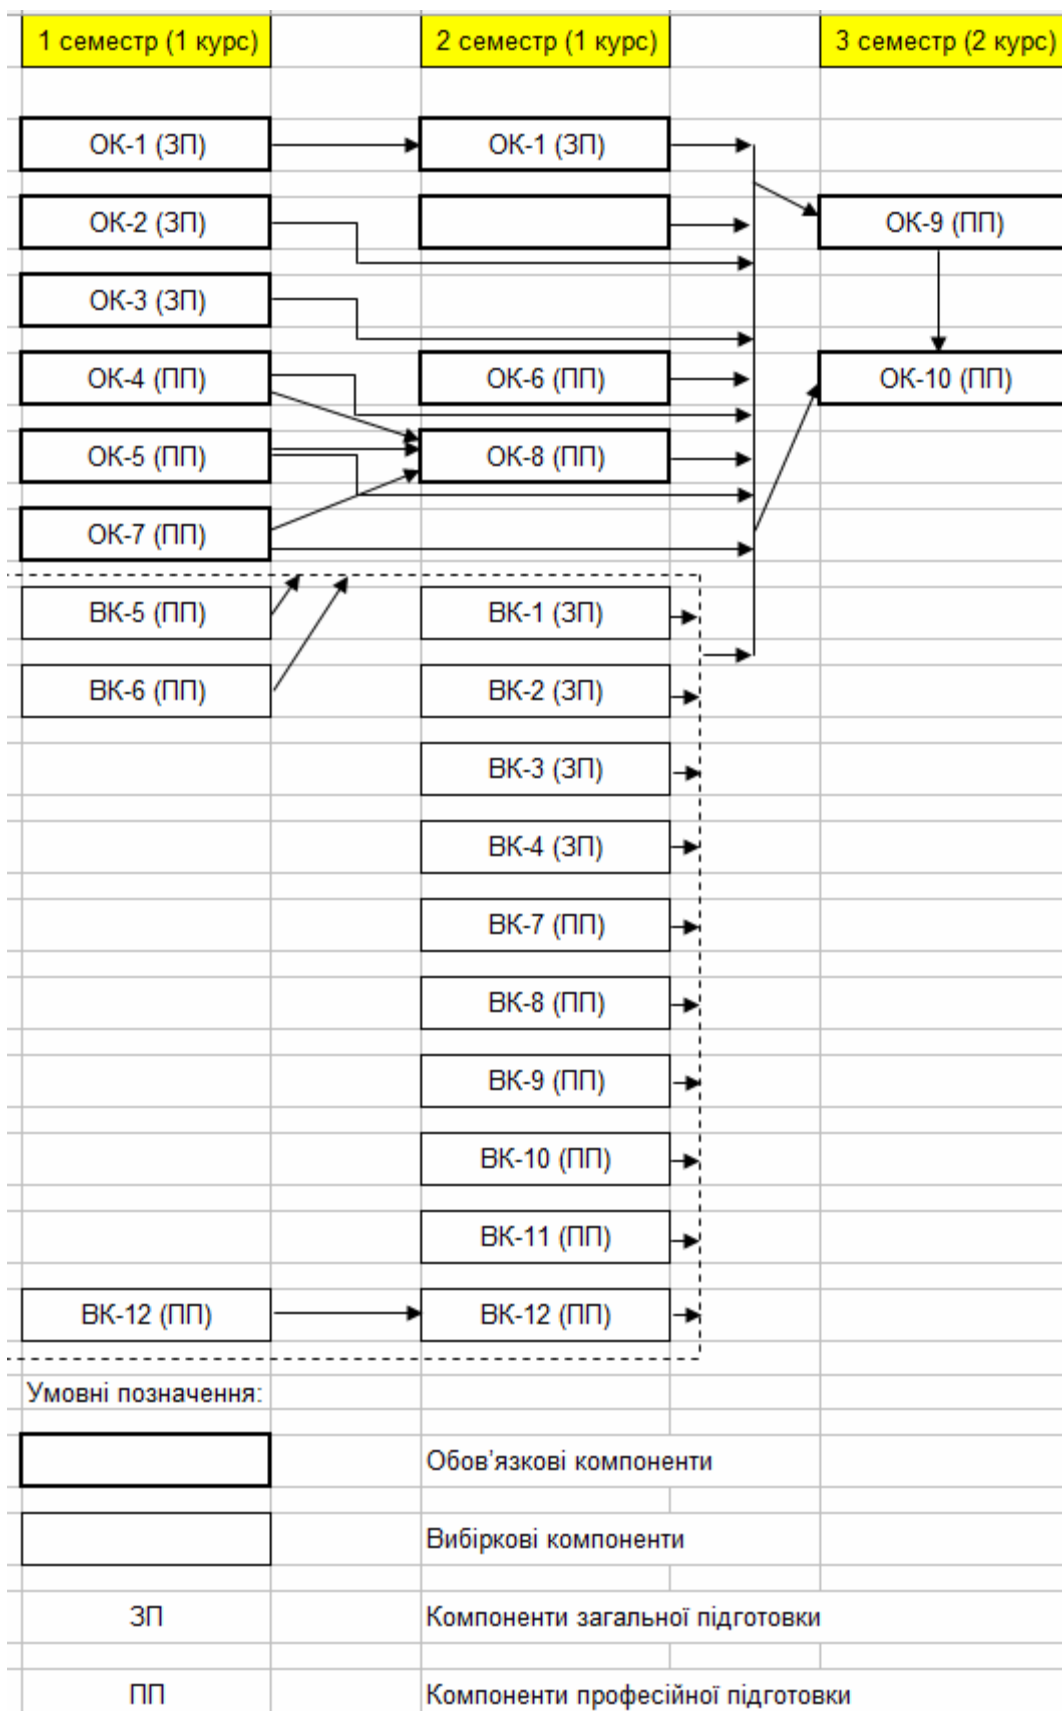 1 семестр (1 курс) 2 семестр (1 курс) 3 семестр (2 курс)
ОК-1 (ЗП) ОК-1 (ЗП)
ОК-2 (ЗП) ОК-9 (ПП)
ОК-3 (ЗП)
ОК-4 (ПП) ОК-6 (ПП) ОК-10 (ПП)
ОК-5 (ПП) ОК-8 (ПП)
ОК-7 (ПП)
ВК-5 (ПП) ВК-1 (ЗП)
ВК-6 (ПП) ВК-2 (ЗП)
ВК-3 (ЗП)
ВК-4 (ЗП)
ВК-7 (ПП)
ВК-8 (ПП)
ВК-9 (ПП)
ВК-10 (ПП)
ВК-11 (ПП)
ВК-12 (ПП) ВК-12 (ПП)
Умовні позначення:
Обов'язкові компоненти
Вибіркові компоненти
ЗП Компоненти загальної підготовки
ПП Компоненти професійної підготовки